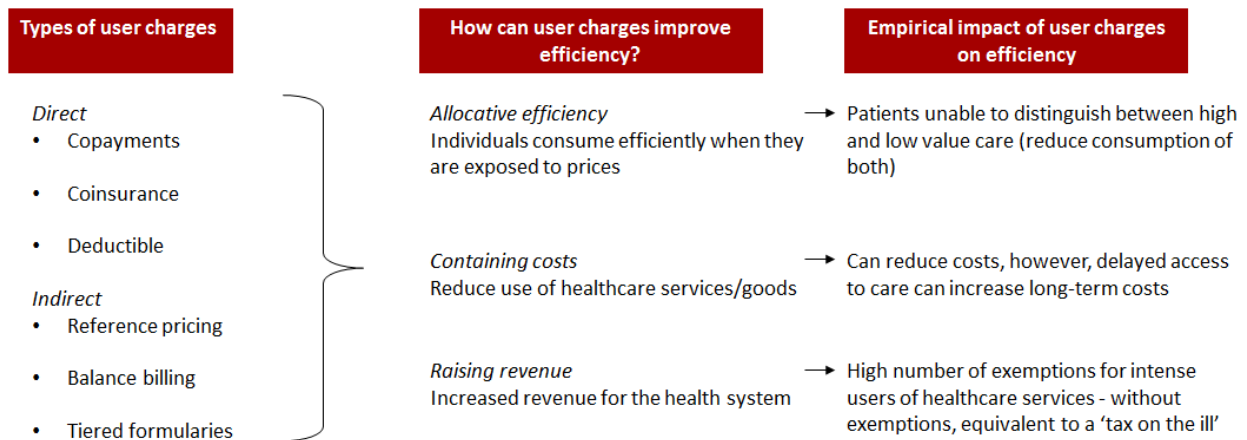 Types of user charges
Direct
• Copayments
• Coinsurance
• Deductible
Indirect
• Reference pricing
• Balance billing
• Tiered formularies
How can user charges improve
efficiency?
Allocative efficiency
Individuals consume efficiently when they
are exposed to prices
Containing costs
Reduce use of healthcare services/goods
Raising revenue
Increased revenue for the health system
Empirical impact of user charges
on efficiency
Patients unable to distinguish between high
and low value care (reduce consumption of
both)
Can reduce costs, however, delayed access
to care can increase long-term costs
High number of exemptions for intense
users of healthcare services - without
exemptions, equivalent to a ‘tax on the ill’